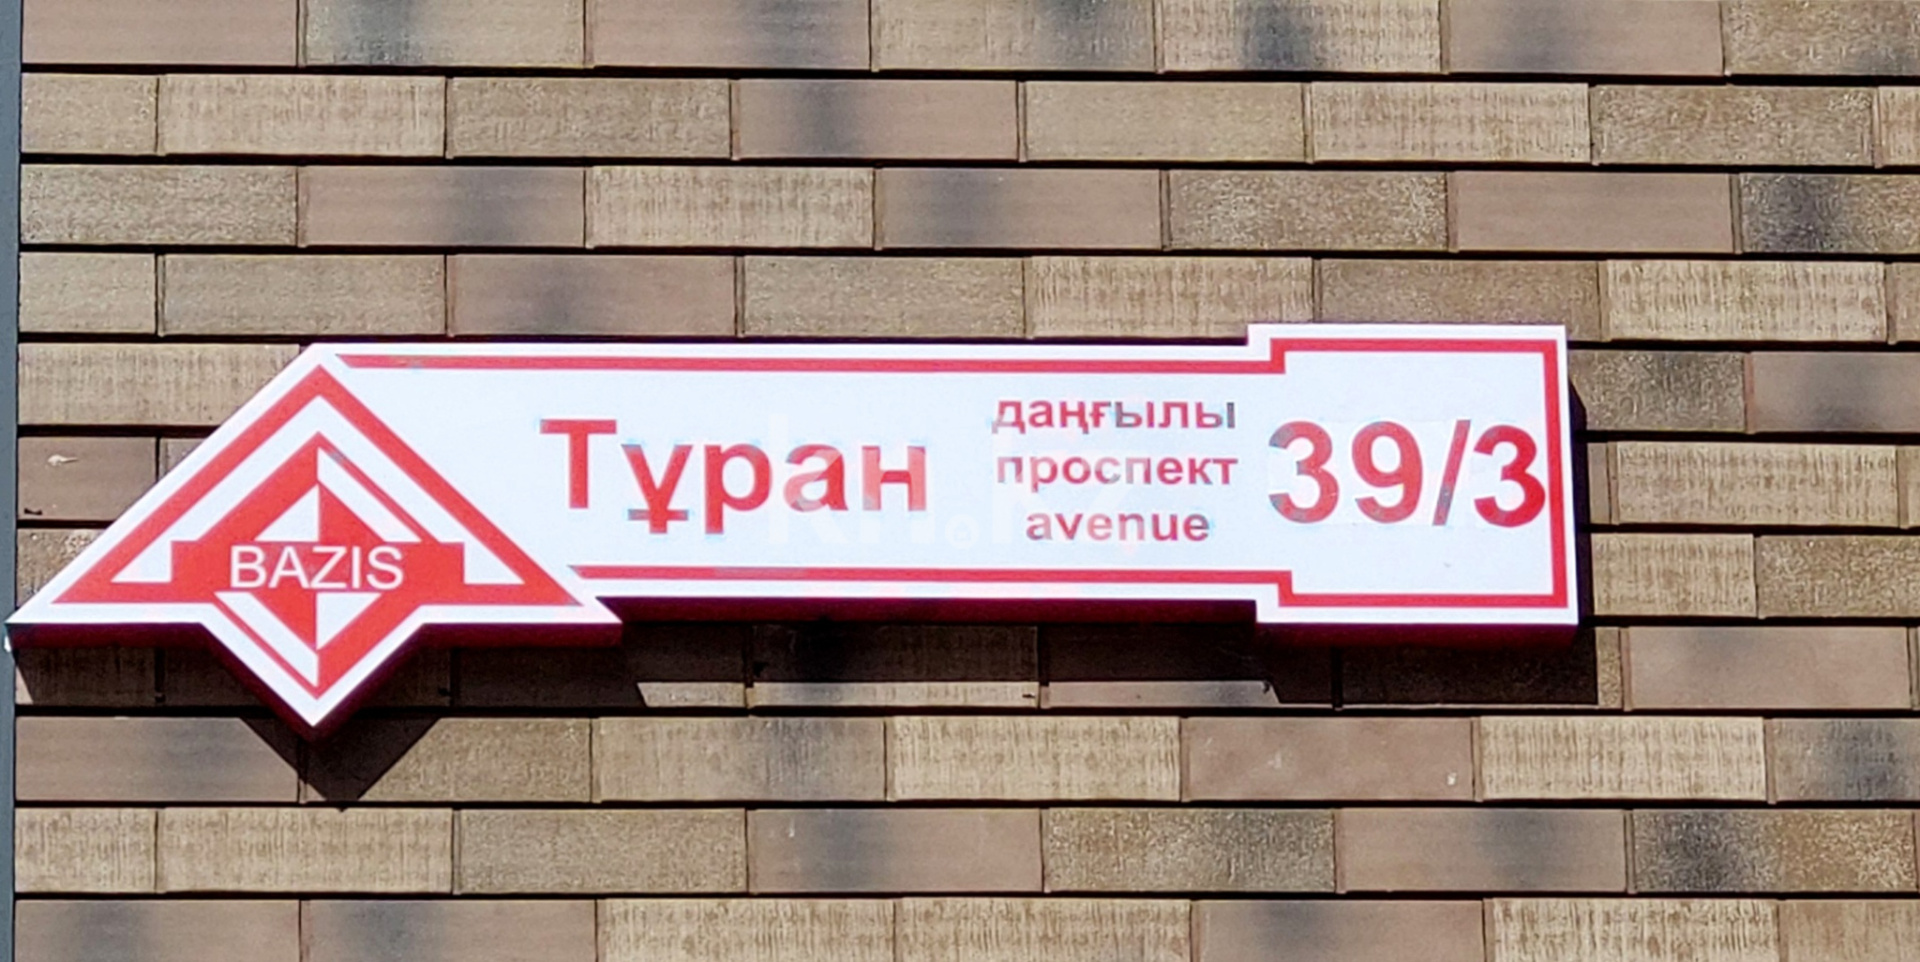 BAZIS
Тұран
даңғылы
проспект
avenue
39/3